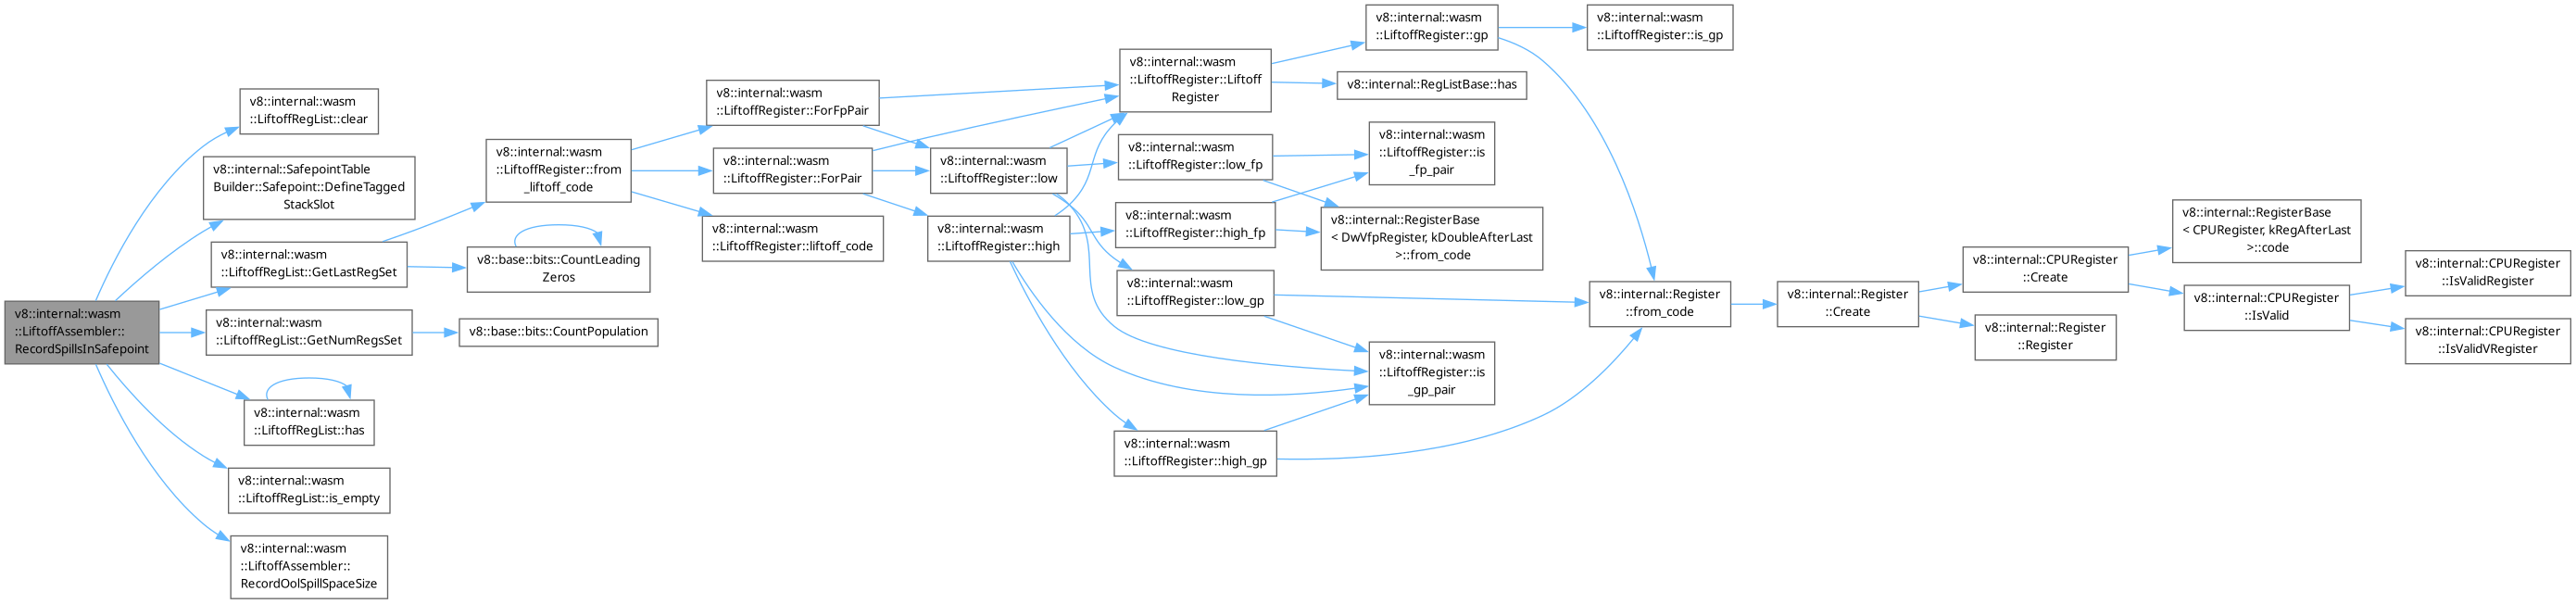 v8::internal::wasm
::LiftoffAssembler::
RecordSpillsInSafepoint
v8::internal::wasm
::LiftoffRegList::clear
v8::internal::SafepointTable
Builder::Safepoint::DefineTagged
StackSlot
v8::internal::wasm
::LiftoffRegList::GetLastRegSet
v8::internal::wasm
::LiftoffRegList::GetNumRegsSet
v8::internal::wasm
::LiftoffRegList::has
v8::internal::wasm
::LiftoffRegList::is_empty
v8::internal::wasm
::LiftoffAssembler::
RecordOolSpillSpaceSize
v8::internal::wasm
::LiftoffRegister::from
_liftoff_code
v8::base::bits::CountLeading
Zeros
v8::base::bits::CountPopulation
v8::internal::wasm
::LiftoffRegister::ForFpPair
v8::internal::wasm
::LiftoffRegister::ForPair
v8::internal::wasm
::LiftoffRegister::liftoff_code
v8::internal::wasm
::LiftoffRegister::low
v8::internal::wasm
::LiftoffRegister::high
v8::internal::wasm
::LiftoffRegister::Liftoff
Register
v8::internal::wasm
::LiftoffRegister::low_fp
v8::internal::wasm
::LiftoffRegister::high_fp
v8::internal::wasm
::LiftoffRegister::low_gp
v8::internal::wasm
::LiftoffRegister::high_gp
v8::internal::wasm
::LiftoffRegister::gp
v8::internal::RegListBase::has
v8::internal::wasm
::LiftoffRegister::is
_fp_pair
v8::internal::RegisterBase
< DwVfpRegister, kDoubleAfterLast
>::from_code
v8::internal::wasm
::LiftoffRegister::is
_gp_pair
v8::internal::wasm
::LiftoffRegister::is_gp
v8::internal::Register
::from_code
v8::internal::Register
::Create
v8::internal::CPURegister
::Create
v8::internal::Register
::Register
v8::internal::RegisterBase
< CPURegister, kRegAfterLast
>::code
v8::internal::CPURegister
::IsValid
v8::internal::CPURegister
::IsValidRegister
v8::internal::CPURegister
::IsValidVRegister